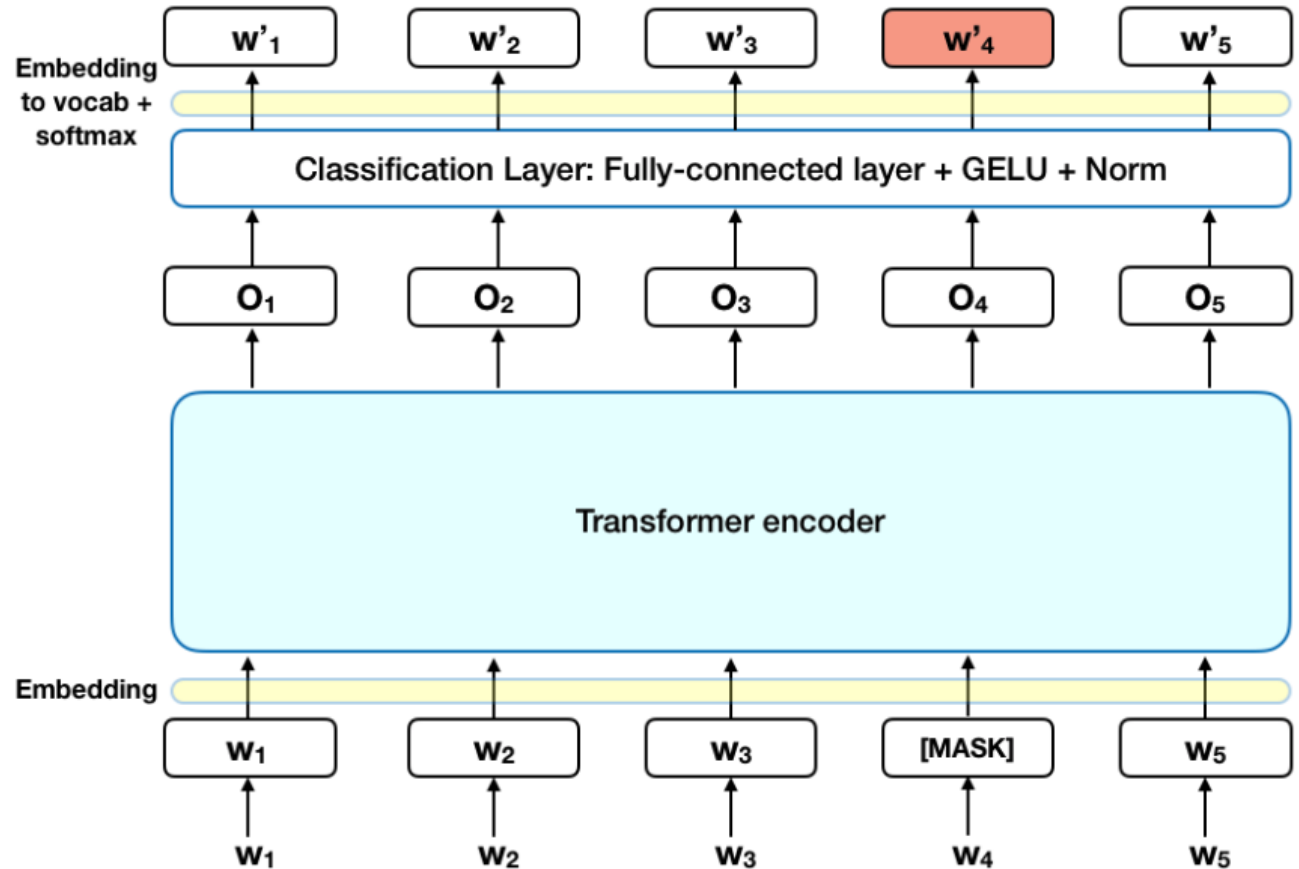 w'₁ w'₂ w'₃ w'₄ w'₅
Embedding
to vocab +
softmax
Classification Layer: Fully-connected layer + GELU + Norm
O₁ O₂ O₃ O₄ O₅
Transformer encoder
Embedding
W₁ W₂ W₃ [MASK] W₅
W₁ W₂ W₃ W₄ W₅